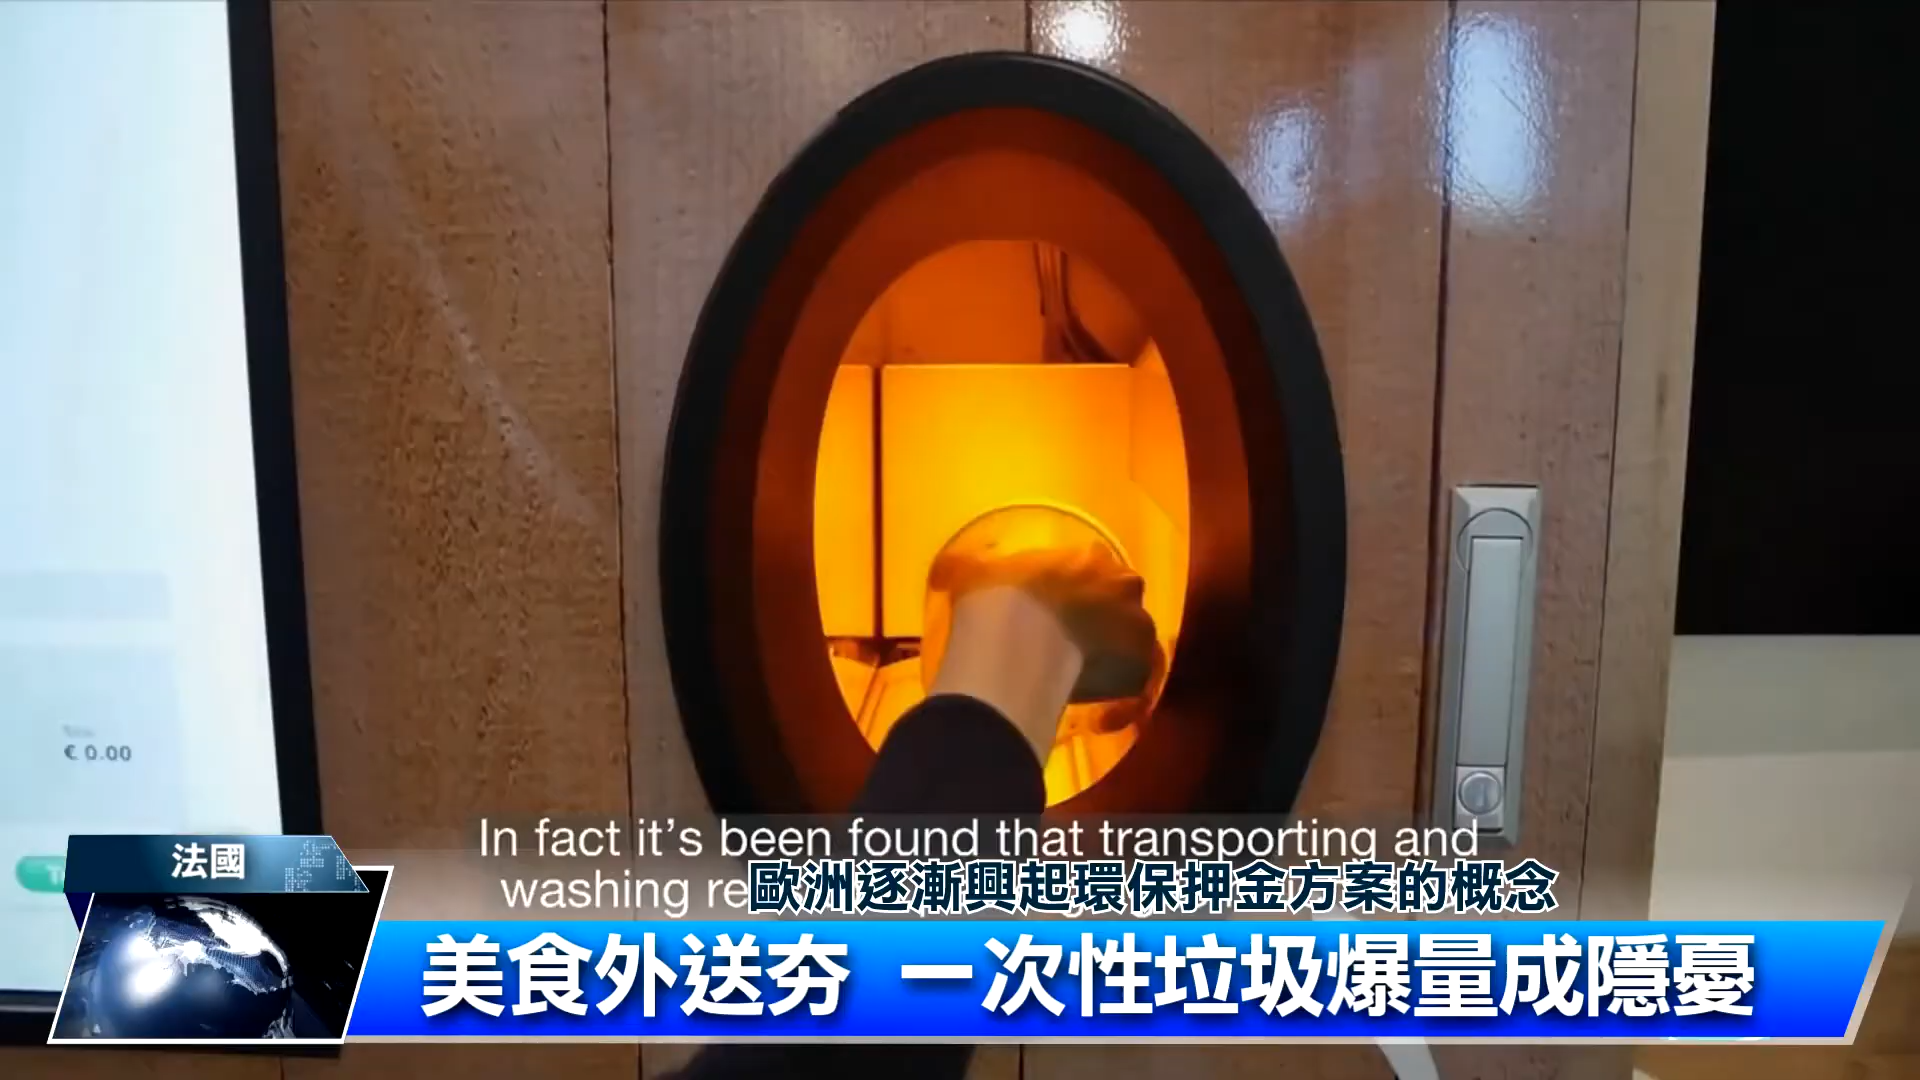 € 0.00
In fact it's been found that transporting and
washing
歐洲逐漸興起環保押金方案的概念
法國
美食外送夯 一次性垃圾爆量成隱憂